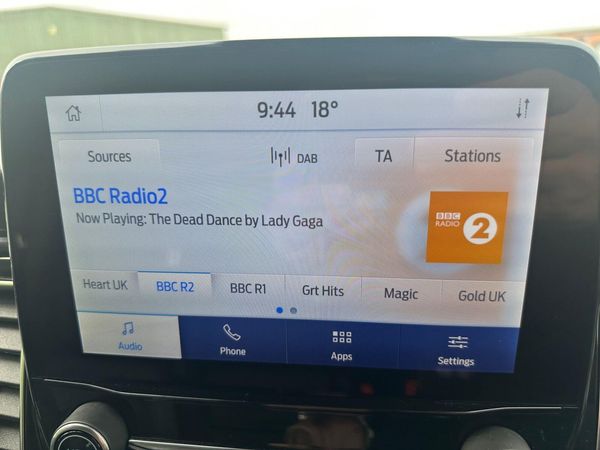 9:44 18°
Sources DAB TA Stations
BBC Radio2
Now Playing: The Dead Dance by Lady Gaga
BBC
RADIO 2
Heart UK BBC R2 BBC R1 Grt Hits Magic Gold UK
Audio Phone Apps Settings